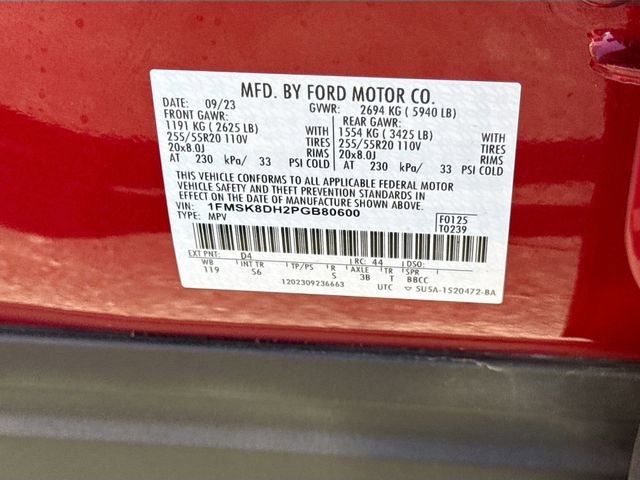 MFD. BY FORD MOTOR CO.
DATE: 09/23 GVWR: 2694 KG ( 5940 LB)
FRONT GAWR: REAR GAWR:
1191 KG ( 2625 LB) WITH 1554 KG ( 3425 LB) WITH
255/55R20 110V TIRES 255/55R20 110V TIRES
20x8.0J RIMS 20x8.0J RIMS
AT 230 kPa/ 33 PSI COLD AT 230 kPa/ 33 PSI COLD
THIS VEHICLE CONFORMS TO ALL APPLICABLE FEDERAL MOTOR
VEHICLE SAFETY AND THEFT PREVENTION STANDARDS IN
EFFECT ON THE DATE OF MANUFACTURE SHOWN ABOVE.
VIN: 1FMSK8DH2PGB80600 F0125
TYPE: MPV T0239
EXT PNT: D4 RC: 44 DSO:
WB INT TR TP/PS R AXLE TR SPR
119 S6 S 3B T BBCC
1202309236663 UTC ▽ SU5A-1520472-BA